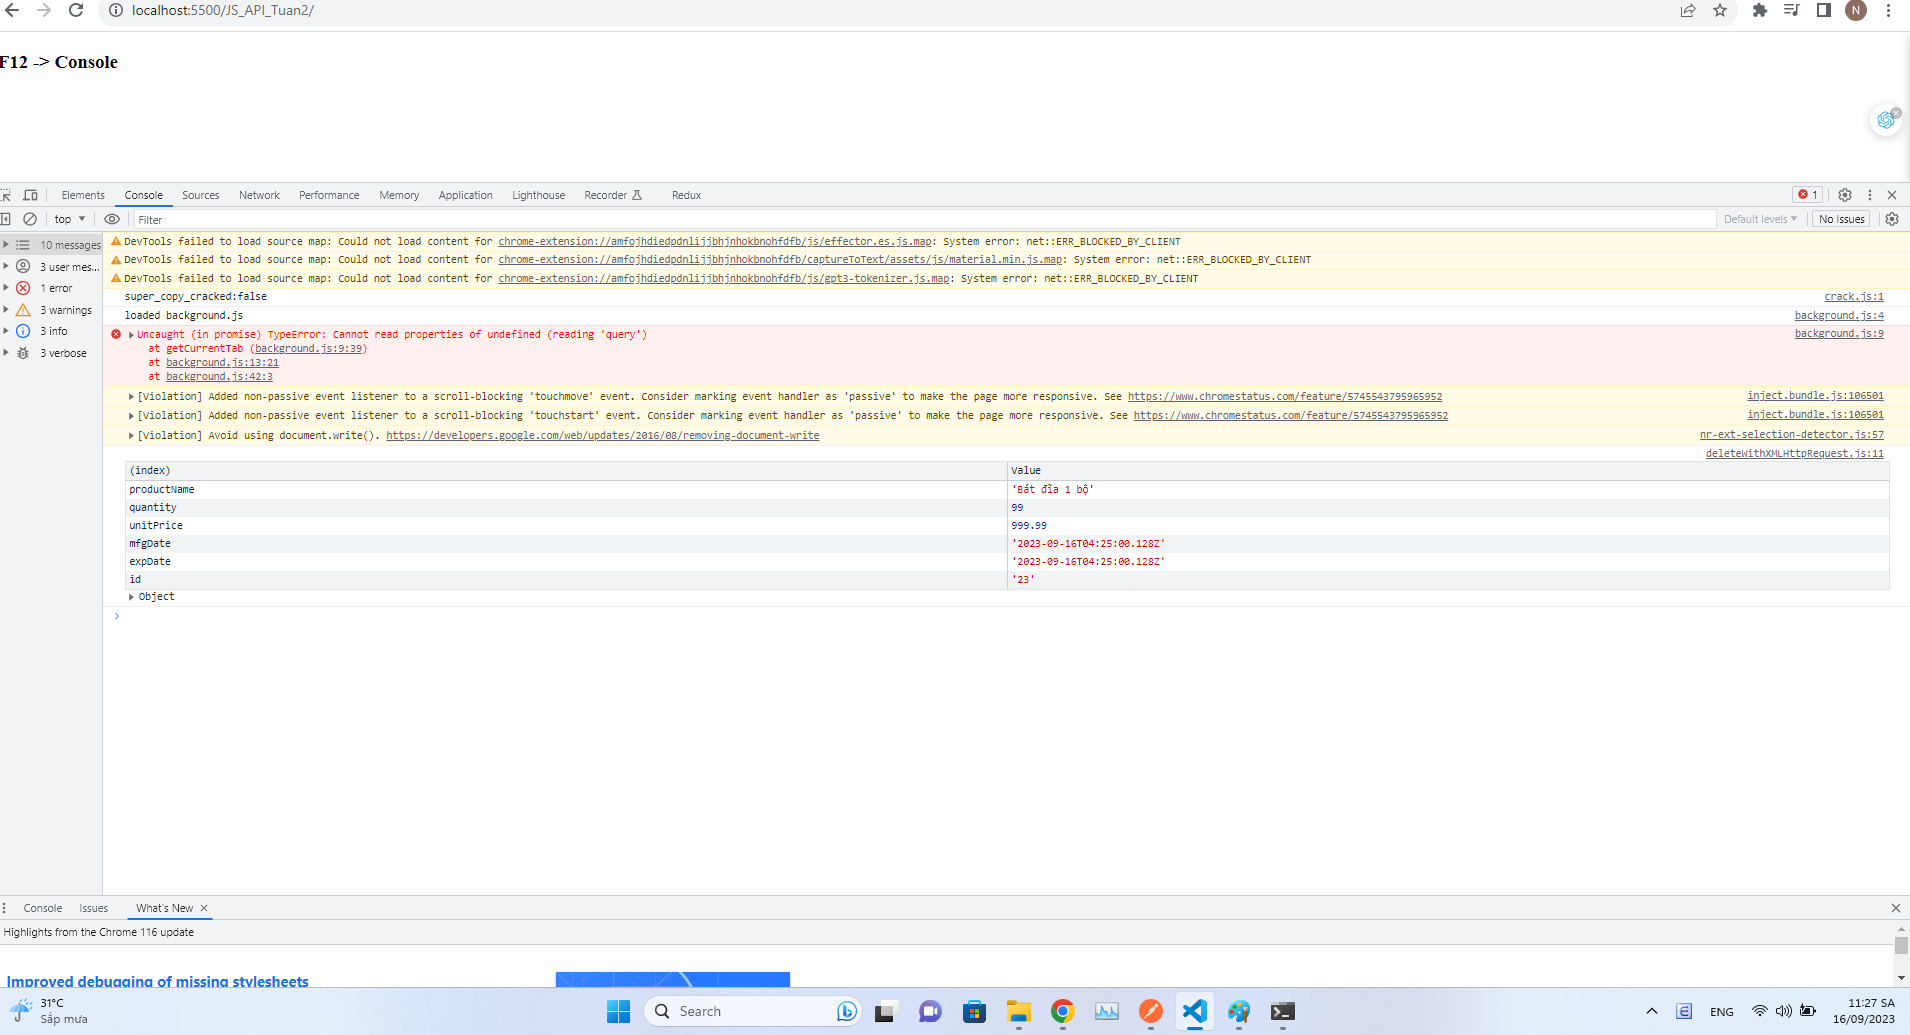 localhost:5500/JS_API_Tuan2/
N
F12 -> Console
Elements Console Sources Network Performance Memory Application Lighthouse Recorder Redux 1
top Filter Default levels No Issues
10 messages
3 user mes...
1 error
3 warnings
3 info
3 verbose
DevTools failed to load source map: Could not load content for chrome-extension://amfojhdiedpdnlijjbhjnhokbnohfdfb/js/effector.es.js.map: System error: net::ERR_BLOCKED_BY_CLIENT
DevTools failed to load source map: Could not load content for chrome-extension://amfojhdiedpdnlijjbhjnhokbnohfdfb/captureToText/assets/js/material.min.js.map: System error: net::ERR_BLOCKED_BY_CLIENT
DevTools failed to load source map: Could not load content for chrome-extension://amfojhdiedpdnlijjbhjnhokbnohfdfb/js/gpt3-tokenizer.js.map: System error: net::ERR_BLOCKED_BY_CLIENT
super_copy_cracked:false crack.js:1
loaded background.js background.js:4
Uncaught (in promise) TypeError: Cannot read properties of undefined (reading 'query') background.js:9
at getCurrentTab (background.js:9:39)
at background.js:13:21
at background.js:42:3
[Violation] Added non-passive event listener to a scroll-blocking 'touchmove' event. Consider marking event handler as 'passive' to make the page more responsive. See https://www.chromestatus.com/feature/5745543795965952 inject.bundle.js:106501
[Violation] Added non-passive event listener to a scroll-blocking 'touchstart' event. Consider marking event handler as 'passive' to make the page more responsive. See https://www.chromestatus.com/feature/5745543795965952 inject.bundle.js:106501
[Violation] Avoid using document.write(). https://developers.google.com/web/updates/2016/08/removing-document-write nr-ext-selection-detector.js:57
deleteWithXMLHttpRequest.js:11
(index) Value
productName 'Bát đĩa 1 bộ'
quantity 99
unitPrice 999.99
mfgDate '2023-09-16T04:25:00.128Z'
expDate '2023-09-16T04:25:00.128Z'
id '23'
Object
Console Issues What's New
Highlights from the Chrome 116 update
Improved debugging of missing stylesheets
31°C
Sắp mưa
Search
ENG
11:27 SA
16/09/2023